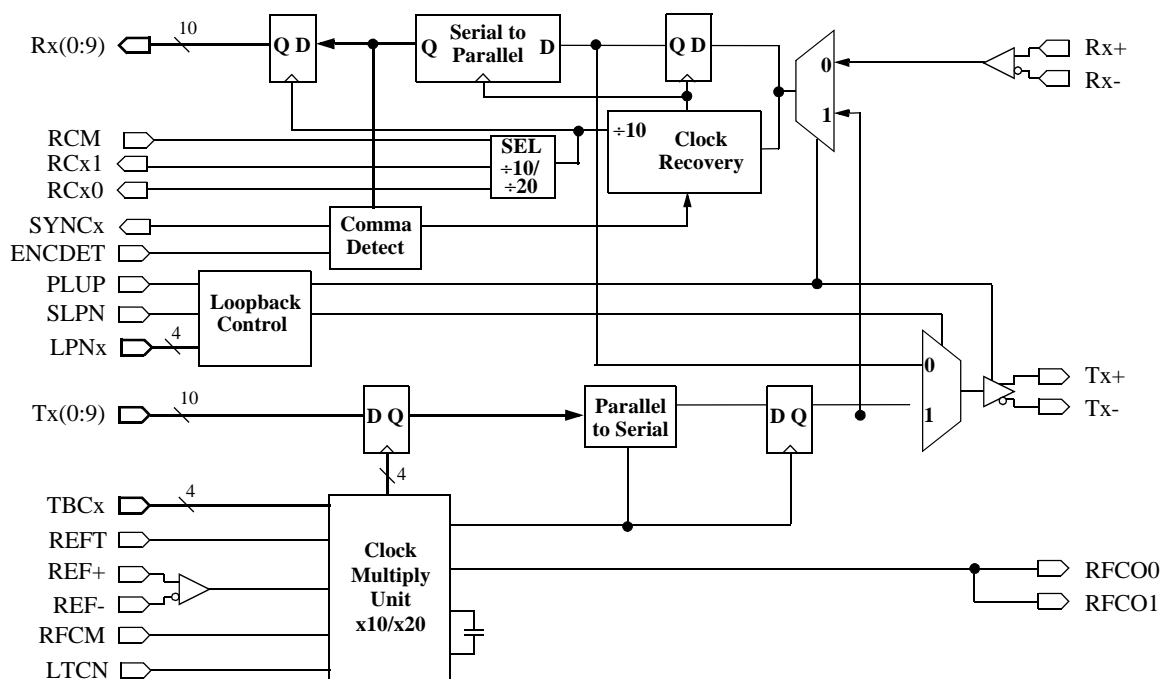 Rx(0:9)
10
Q D
Q
Serial to
Parallel
D
Q D
0
1
Rx+
Rx-
RCM
RCx1
RCx0
SEL
÷10/
÷20
÷10
Clock
Recovery
SYNCx
ENCDET
Comma
Detect
PLUP
SLPN
LPNx
4
Loopback
Control
0
1
Tx+
Tx-
Tx(0:9)
10
D Q
Parallel
to Serial
D Q
4
TBCx
4
REFT
REF+
REF-
RFCM
LTCN
Clock
Multiply
Unit
x10/x20
RFCO0
RFCO1